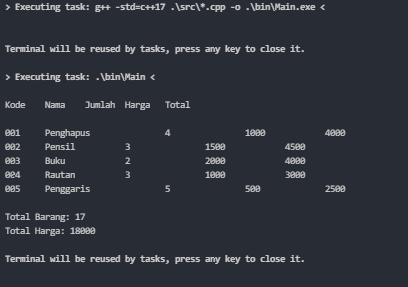 > Executing task: g++ -std=c++17 .\src\*.cpp -o .\bin\Main.exe <
Terminal will be reused by tasks, press any key to close it.
> Executing task: .\bin\Main <
Kode Nama Jumlah Harga Total
001 Penghapus 4 1000 4000
002 Pensil 3 1500 4500
003 Buku 2 2000 4000
004 Rautan 3 1000 3000
005 Penggaris 5 500 2500
Total Barang: 17
Total Harga: 18000
Terminal will be reused by tasks, press any key to close it.